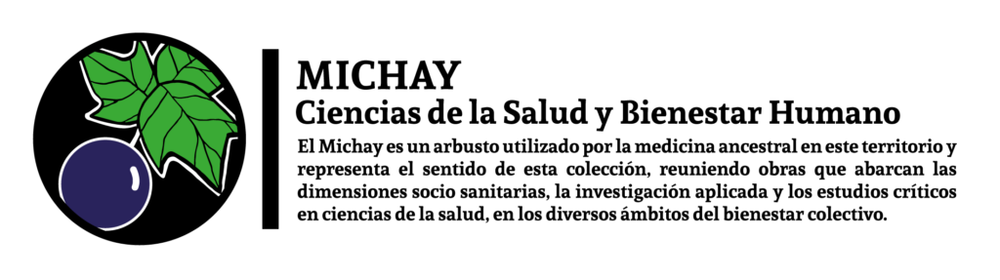 MICHAY
Ciencias de la Salud y Bienestar Humano
El Michay es un arbusto utilizado por la medicina ancestral en este territorio y
representa el sentido de esta colección, reuniendo obras que abarcan las
dimensiones socio sanitarias, la investigación aplicada y los estudios críticos
en ciencias de la salud, en los diversos ámbitos del bienestar colectivo.